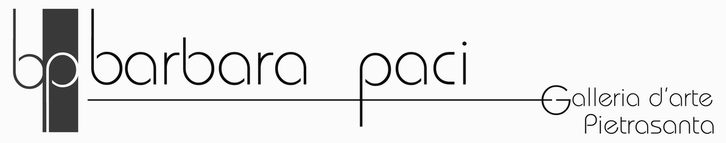 bp barbara paci
Galleria d'arte
Pietrasanta